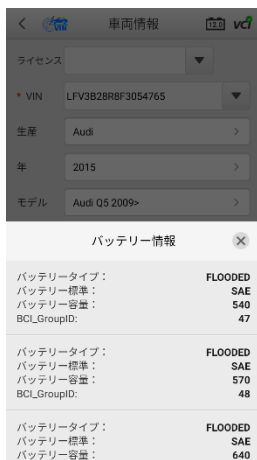 VIN 車両情報 12.0 vci
ライセンス
* VIN LFV3B28R8F3054765
生産 Audi
年 2015
モデル Audi Q5 2009>
バッテリー情報
バッテリータイプ： FLOODED
バッテリー標準： SAE
バッテリー容量： 540
BCI_GroupID: 47
バッテリータイプ： FLOODED
バッテリー標準： SAE
バッテリー容量： 570
BCI_GroupID: 48
バッテリータイプ： FLOODED
バッテリー標準： SAE
バッテリー容量： 640